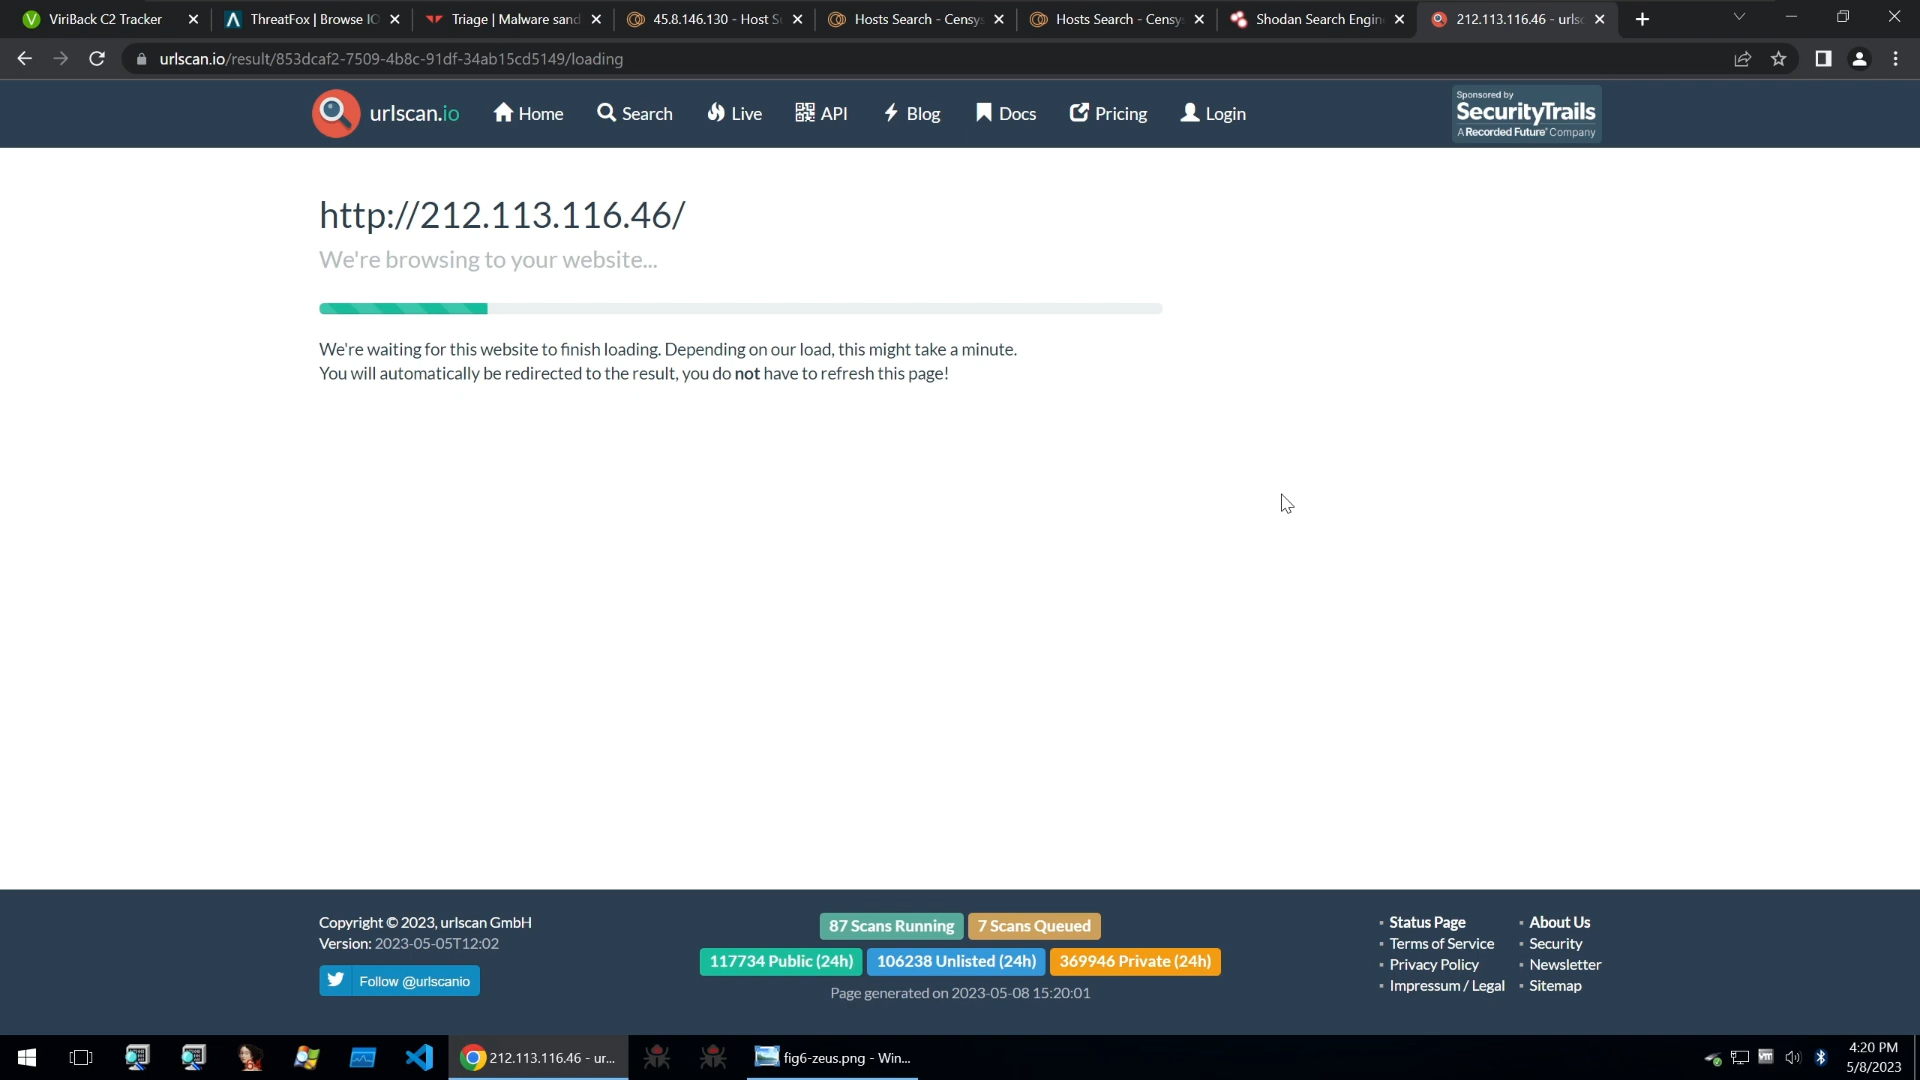 ViriBack C2 Tracker
ThreatFox | Browse IO
Triage | Malware sand
45.8.146.130 - Host S
Hosts Search - Censys
Hosts Search - Censys
Shodan Search Engin
212.113.116.46 - urlsc
urlscan.io/result/853dcaf2-7509-4b8c-91df-34ab15cd5149/loading
urlscan.io
Home
Search
Live
API
Blog
Docs
Pricing
Login
Sponsored by
SecurityTrails
A Recorded Future® Company
http://212.113.116.46/
We're browsing to your website...
We're waiting for this website to finish loading. Depending on our load, this might take a minute.
You will automatically be redirected to the result, you do not have to refresh this page!
Copyright © 2023, urlscan GmbH
Version: 2023-05-05T12:02
Follow @urlscanio
87 Scans Running
7 Scans Queued
117734 Public (24h)
106238 Unlisted (24h)
369946 Private (24h)
Page generated on 2023-05-08 15:20:01
Status Page
Terms of Service
Privacy Policy
Impressum / Legal
About Us
Security
Newsletter
Sitemap
212.113.116.46 - ur...
fig6-zeus.png - Win...
4:20 PM
5/8/2023